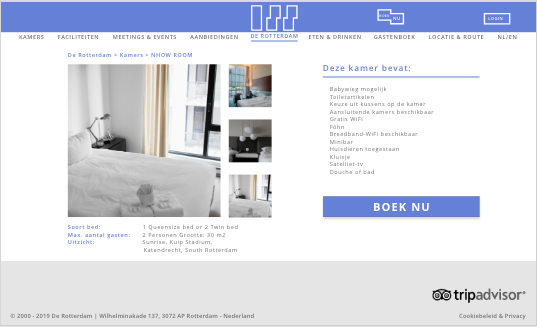 BOEK NU
LOGIN
KAMERS FACILITEITEN MEETINGS & EVENTS AANBIEDINGEN DE ROTTERDAM ETEN & DRINKEN GASTENBOEK LOCATIE & ROUTE NL/EN
De Rotterdam > Kamers > NHOW ROOM
Deze kamer bevat:
Babywieg mogelijk
Toiletartikelen
Keuze uit kussens op de kamer
Aansluitende kamers beschikbaar
Gratis WiFi
Föhn
Breedband-WiFi beschikbaar
Minibar
Huisdieren toegestaan
Kluisje
Satelliet-tv
Douche of bad
BOEK NU
Soort bed: 1 Queensize bed or 2 Twin bed
Max. aantal gasten: 2 Personen Grootte: 30 m2
Uitzicht: Sunrise, Kuip Stadium,
Katendrecht, South Rotterdam
tripadvisor®
© 2000 - 2019 De Rotterdam | Wilhelminakade 137, 3072 AP Rotterdam - Nederland
Cookiebeleid & Privacy